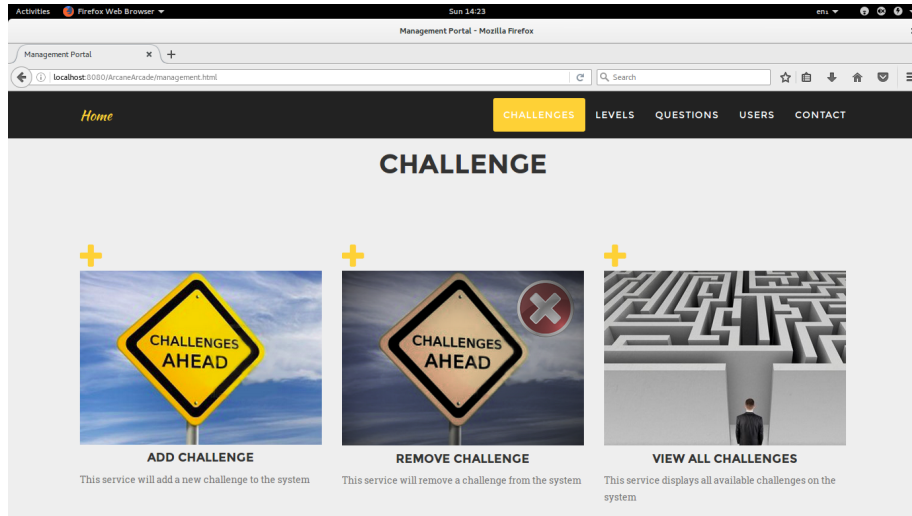 Activities Firefox Web Browser Sun 14:23 en₁
Management Portal - Mozilla Firefox
Management Portal
localhost:8080/ArcaneArcade/management.html Search
Home CHALLENGES LEVELS QUESTIONS USERS CONTACT
CHALLENGE
CHALLENGES
AHEAD
CHALLENGES
AHEAD
ADD CHALLENGE
This service will add a new challenge to the system
REMOVE CHALLENGE
This service will remove a challenge from the system
VIEW ALL CHALLENGES
This service displays all available challenges on the
system